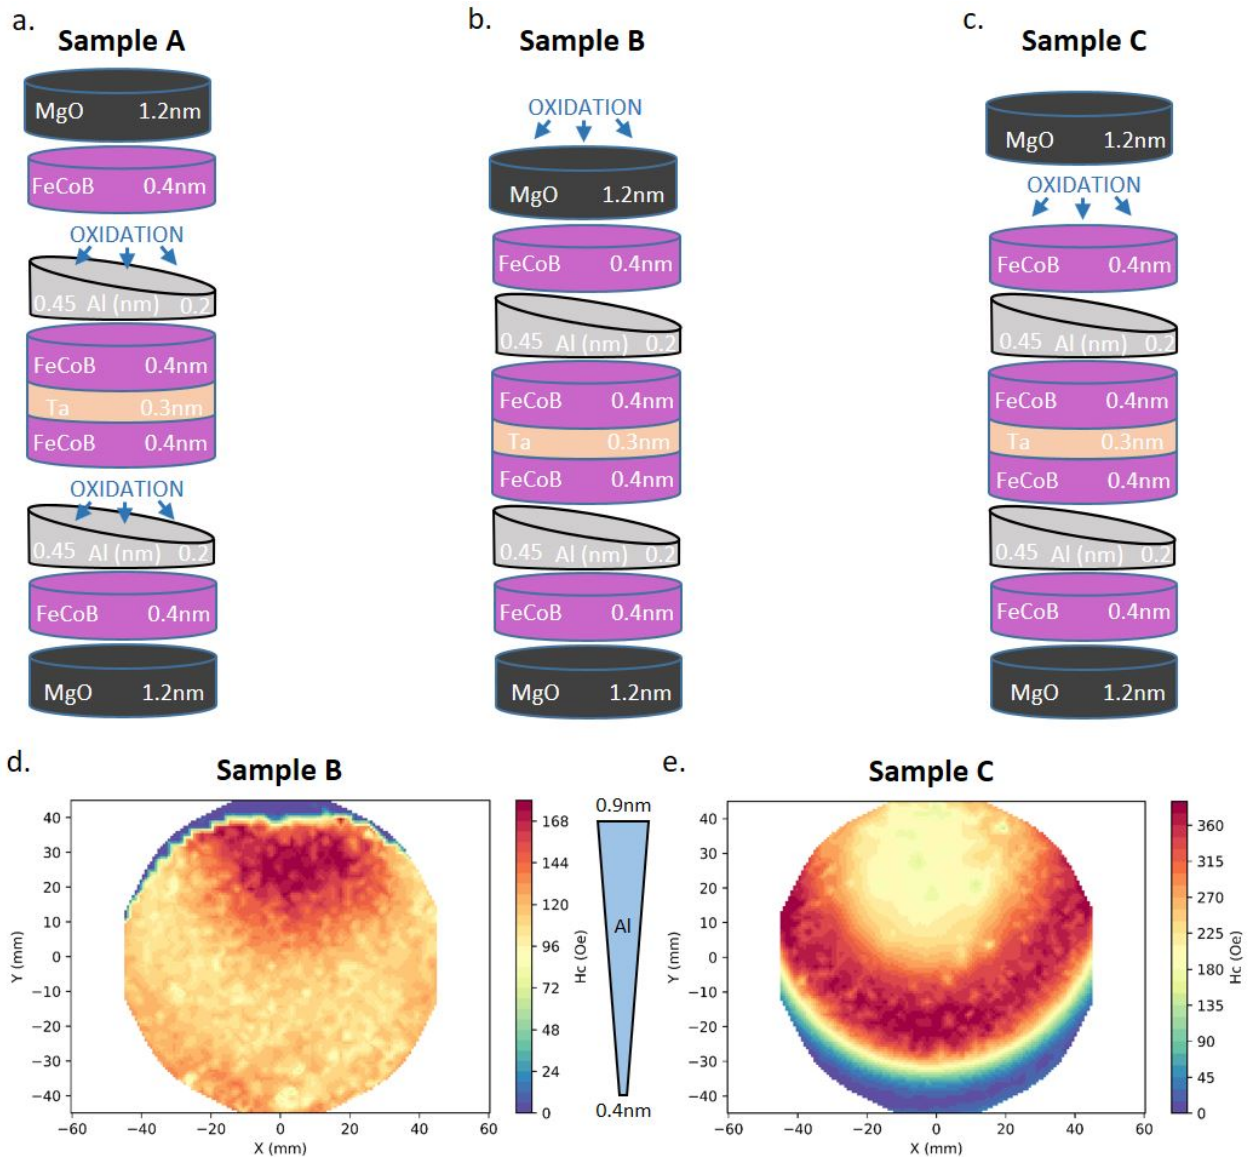 a.
Sample A
MgO 1.2nm
FeCoB 0.4nm
OXIDATION
0.45 Al (nm) 0.2
FeCoB 0.4nm
Ta 0.3nm
FeCoB 0.4nm
OXIDATION
0.45 Al (nm) 0.2
FeCoB 0.4nm
MgO 1.2nm
b.
Sample B
OXIDATION
MgO 1.2nm
FeCoB 0.4nm
0.45 Al (nm) 0.2
FeCoB 0.4nm
Ta 0.3nm
FeCoB 0.4nm
0.45 Al (nm) 0.2
FeCoB 0.4nm
MgO 1.2nm
c.
Sample C
MgO 1.2nm
OXIDATION
FeCoB 0.4nm
0.45 Al (nm) 0.2
FeCoB 0.4nm
Ta 0.3nm
FeCoB 0.4nm
0.45 Al (nm) 0.2
FeCoB 0.4nm
MgO 1.2nm
d.
Sample B
40
30
20
10
0
−10
−20
−30
−40
Y (mm)
−60 −40 −20 0 20 40 60
X (mm)
168
144
120
96
72
48
24
0
Hc (Oe)
0.9nm
Al
0.4nm
e.
Sample C
40
30
20
10
0
−10
−20
−30
−40
Y (mm)
−60 −40 −20 0 20 40 60
X (mm)
360
315
270
225
180
135
90
45
0
Hc (Oe)